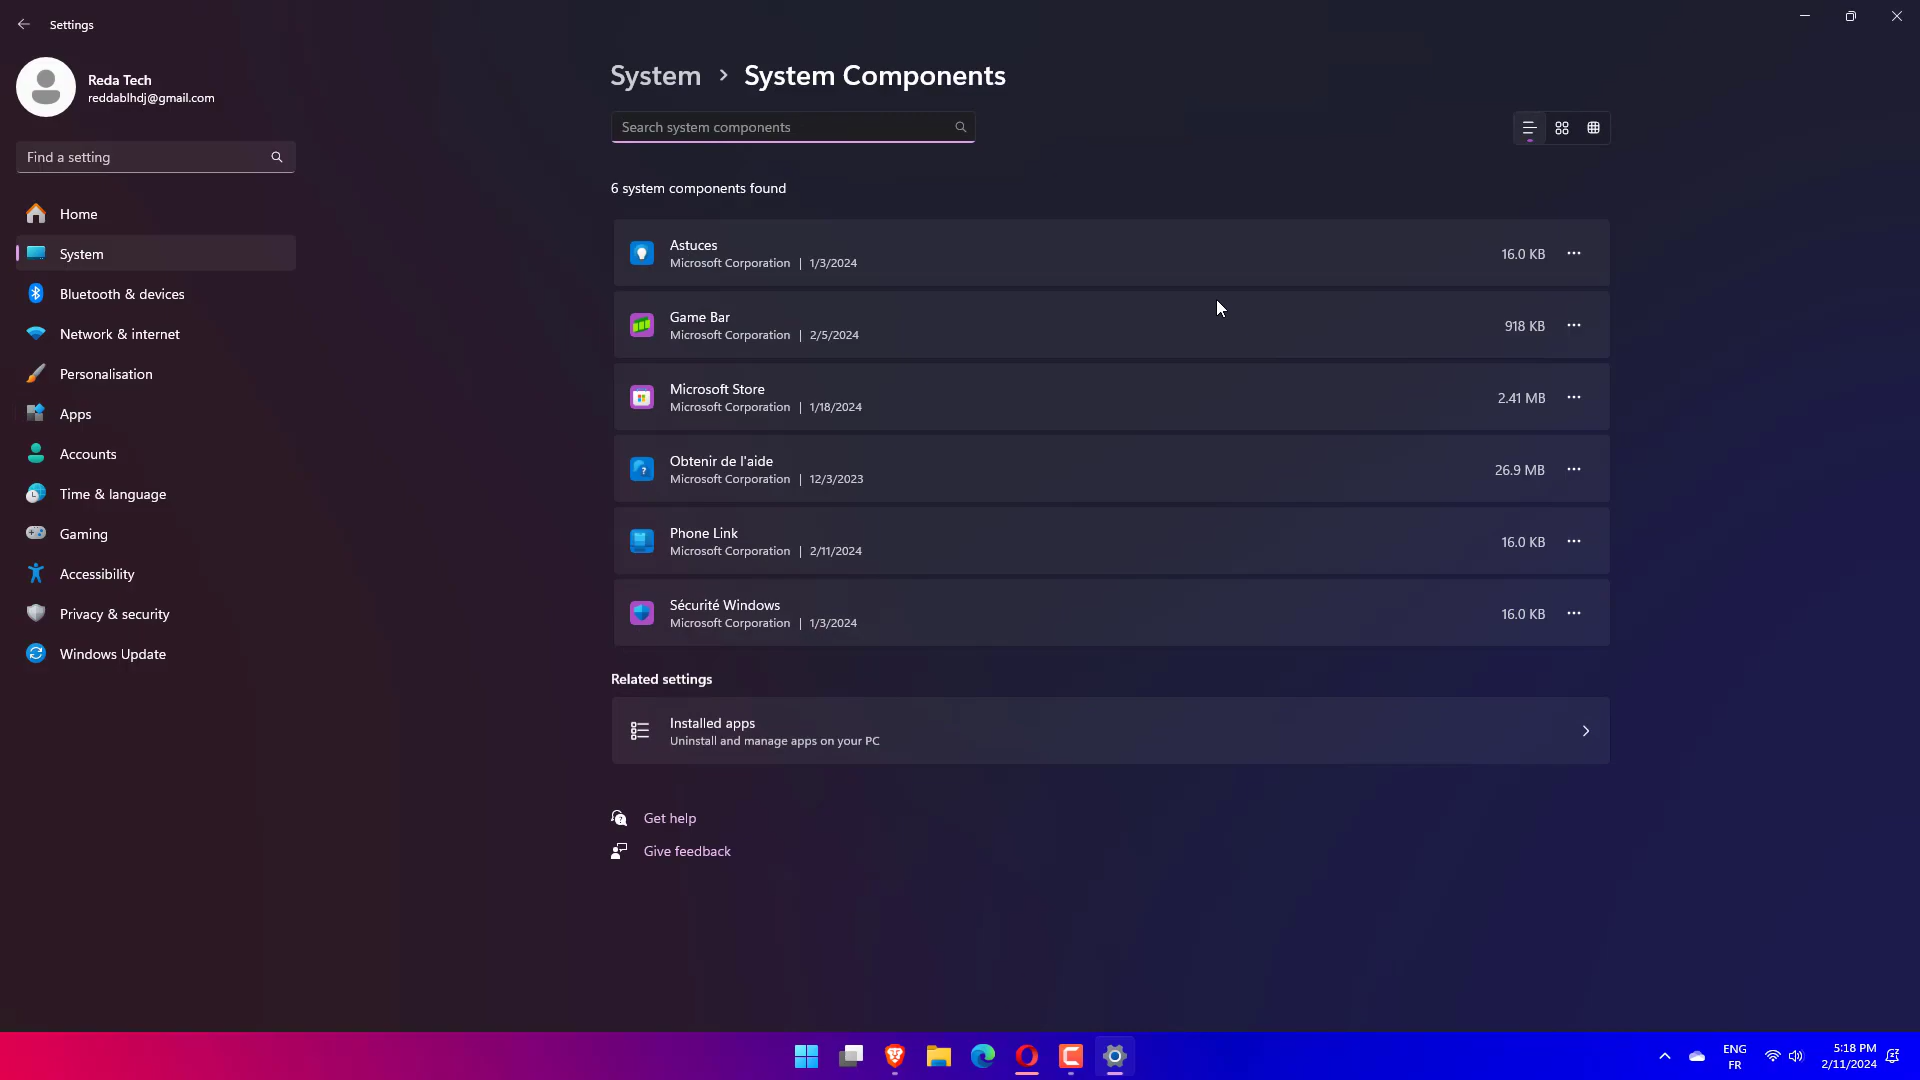 Settings
Reda Tech
reddablhdj@gmail.com
Find a setting
Home
System
Bluetooth & devices
Network & internet
Personalisation
Apps
Accounts
Time & language
Gaming
Accessibility
Privacy & security
Windows Update
System > System Components
Search system components
6 system components found
Astuces
Microsoft Corporation | 1/3/2024
16.0 KB
Game Bar
Microsoft Corporation | 2/5/2024
918 KB
Microsoft Store
Microsoft Corporation | 1/18/2024
2.41 MB
Obtenir de l'aide
Microsoft Corporation | 12/3/2023
26.9 MB
Phone Link
Microsoft Corporation | 2/11/2024
16.0 KB
Sécurité Windows
Microsoft Corporation | 1/3/2024
16.0 KB
Related settings
Installed apps
Uninstall and manage apps on your PC
Get help
Give feedback
ENG
FR
5:18 PM
2/11/2024